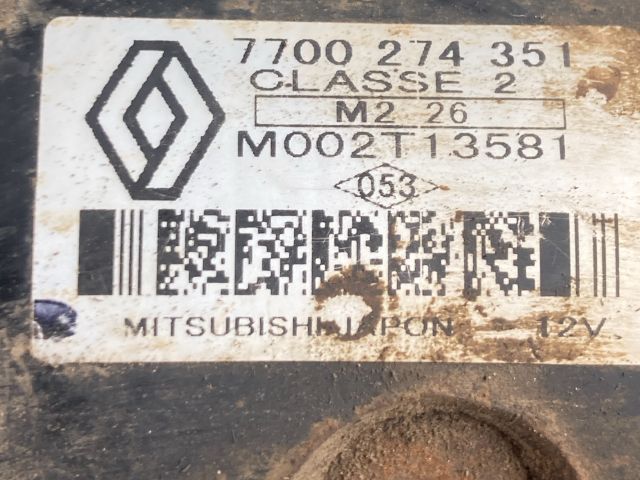 7700 274 351
CLASSE 2
M2 26
M002T13581
053
MITSUBISHI JAPON 12V